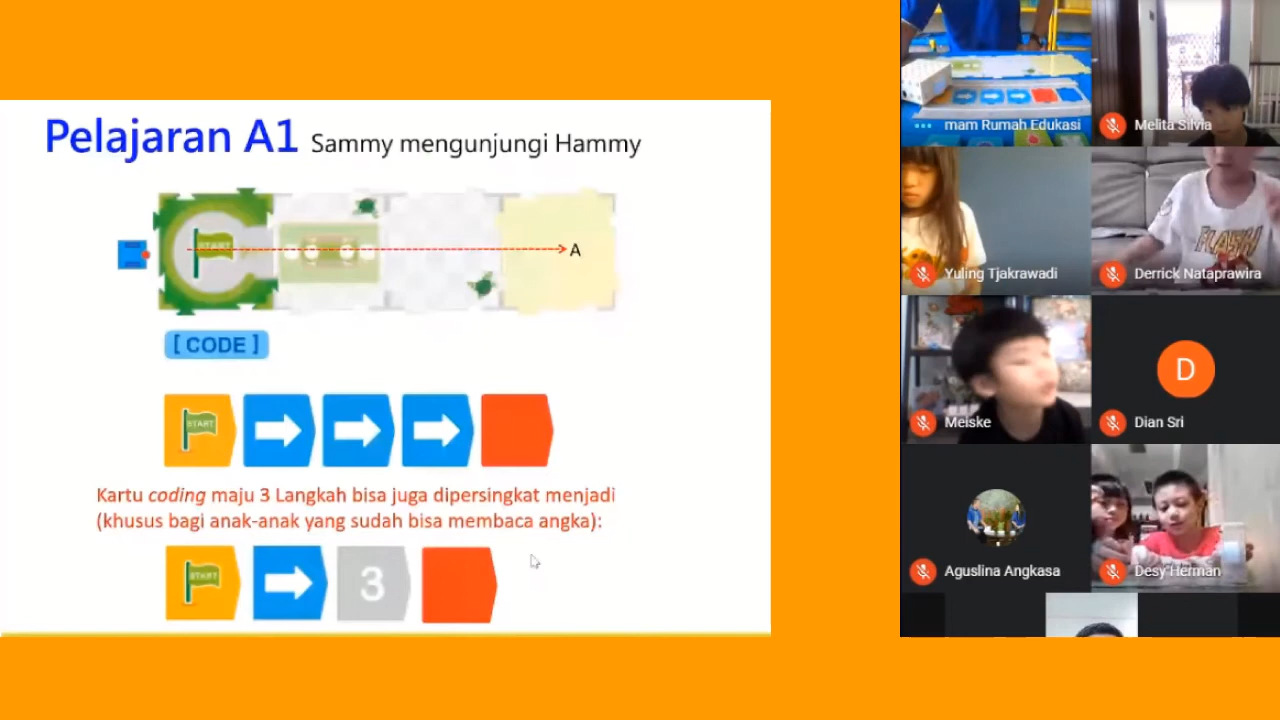 Pelajaran A1 Sammy mengunjungi Hammy
START
A
[ CODE ]
START
Kartu coding maju 3 Langkah bisa juga dipersingkat menjadi
(khusus bagi anak-anak yang sudah bisa membaca angka):
START
3
mam Rumah Edukasi
Melita Silvia
Yuling Tjakrawadi
FLASH
Derrick Nataprawira
Meiske
D
Dian Sri
Aguslina Angkasa
Desy Herman